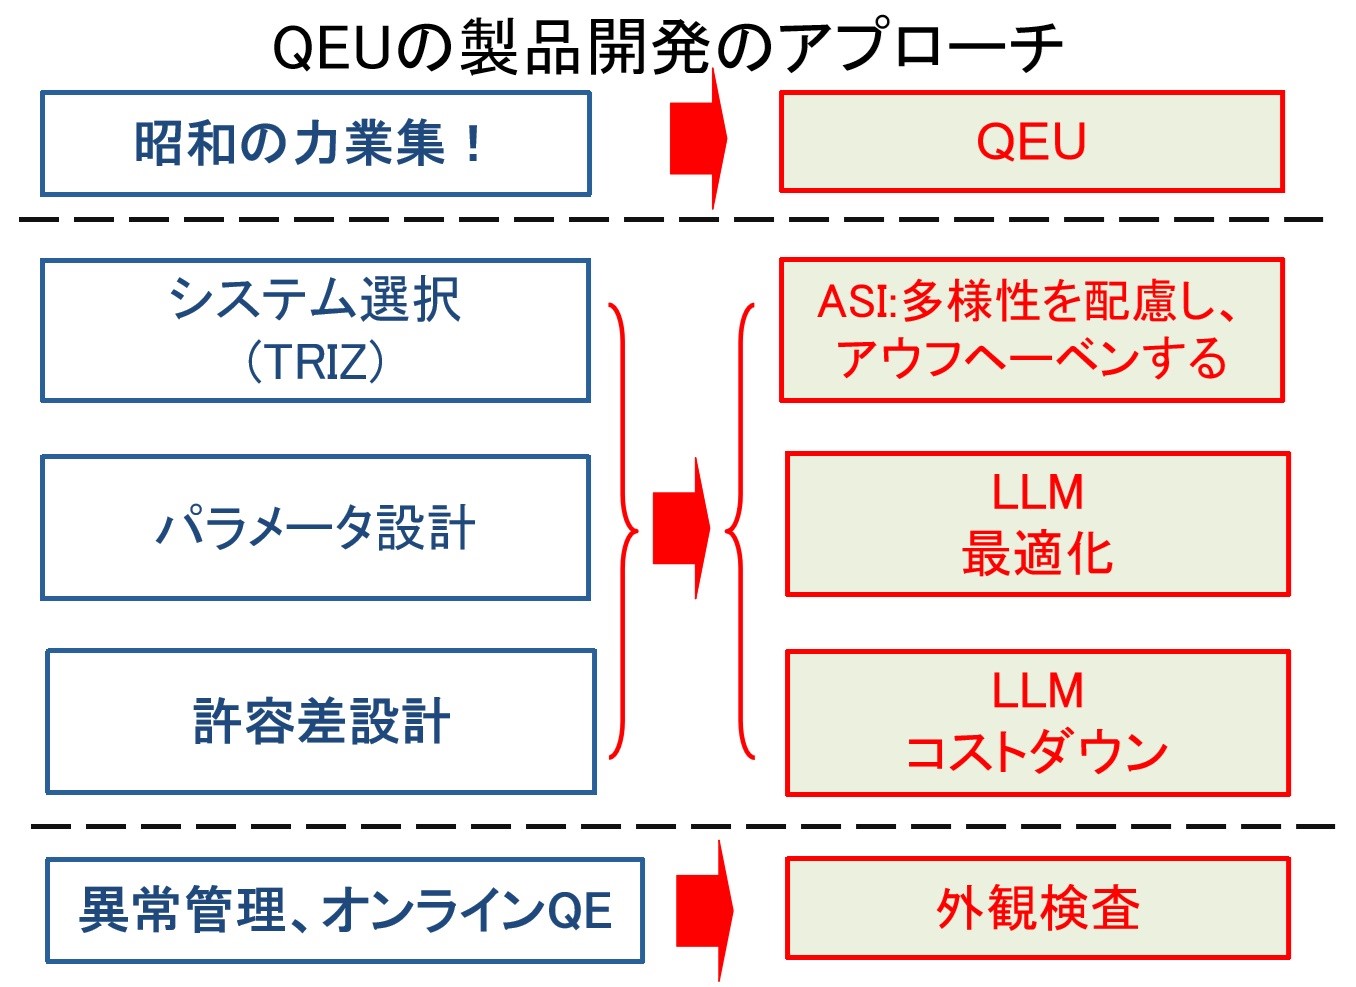 QEUの製品開発のアプローチ
昭和の力業集！
QEU
システム選択
（TRIZ）
ASI:多様性を配慮し、
アウフヘーベンする
パラメータ設計
LLM
最適化
許容差設計
LLM
コストダウン
異常管理、オンラインQE
外観検査